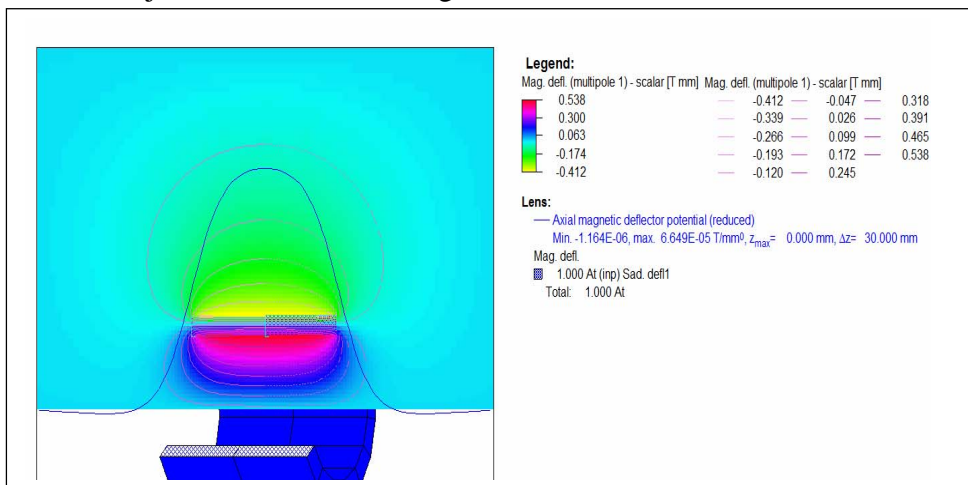 Legend:
Mag. defl. (multipole 1) - scalar [T mm] Mag. defl. (multipole 1) - scalar [T mm]
0.538 -0.412 -0.047 0.318
0.300 -0.339 0.026 0.391
0.063 -0.266 0.099 0.465
-0.174 -0.193 0.172 0.538
-0.412 -0.120 0.245
Lens:
Axial magnetic deflector potential (reduced)
Min. -1.164E-06, max. 6.649E-05 T/mm⁰, zmax= 0.000 mm, Δz= 30.000 mm
Mag. defl.
1.000 At (inp) Sad. defl1
Total: 1.000 At